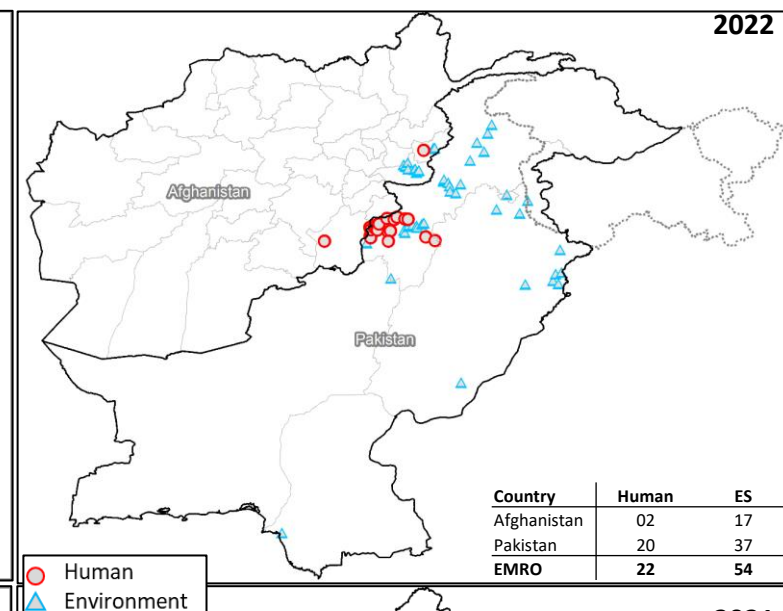 2022
Afghanistan
Pakistan
Country Human ES
Afghanistan 02 17
Pakistan 20 37
EMRO 22 54
Human
Environment